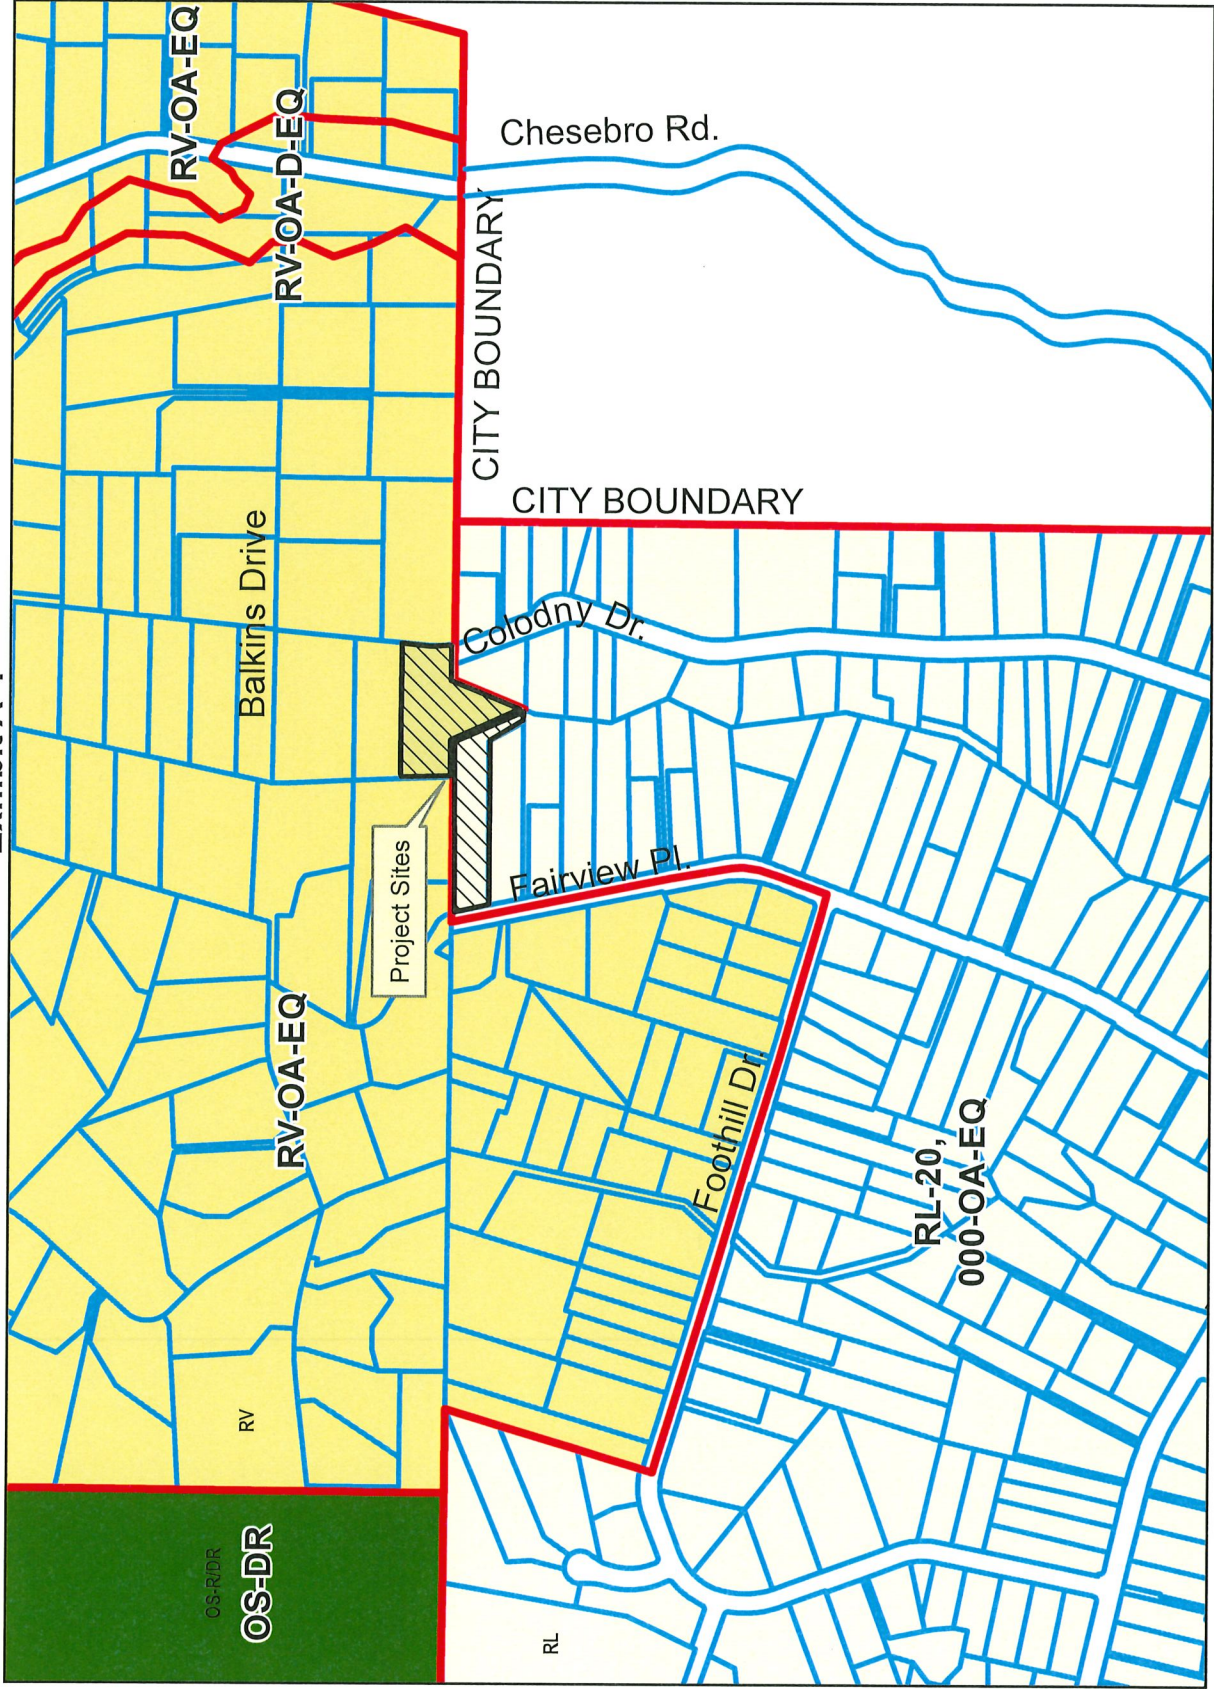 RV-OA-EQ
RV-OA-D-EQ
Chesebro Rd.
CITY BOUNDARY
CITY BOUNDARY
Balkins Drive
Colodny Dr.
Project Sites
Fairview Pl.
RV-OA-EQ
Foothill Dr.
RL-20,
000-OA-EQ
RV
OS-R/DR
OS-DR
RL